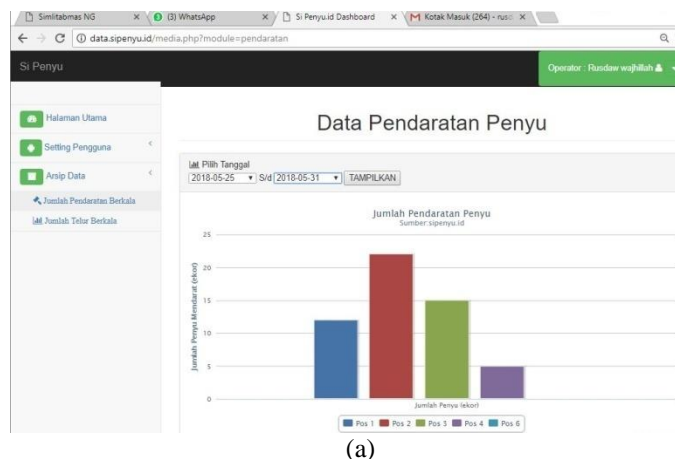 Simlitabmas NG
(3) WhatsApp
Si Penyu.id Dashboard
Kotak Masuk (264) - rusd
data.sipenyu.id/media.php?module=pendaratan
Si Penyu
Operator : Rusdaw wajhillah
Halaman Utama
Setting Pengguna
Arsip Data
Jumlah Pendaratan Berkala
Jumlah Telur Berkala
Data Pendaratan Penyu
Pilih Tanggal
2018-05-25 S/d 2018-05-31 TAMPILKAN
Jumlah Pendaratan Penyu
Sumber:sipenyu.id
Jumlah Penyu Mendarat (ekor)
25
20
15
10
5
0
Jumlah Penyu (ekor)
Pos 1 Pos 2 Pos 3 Pos 4 Pos 6
(a)